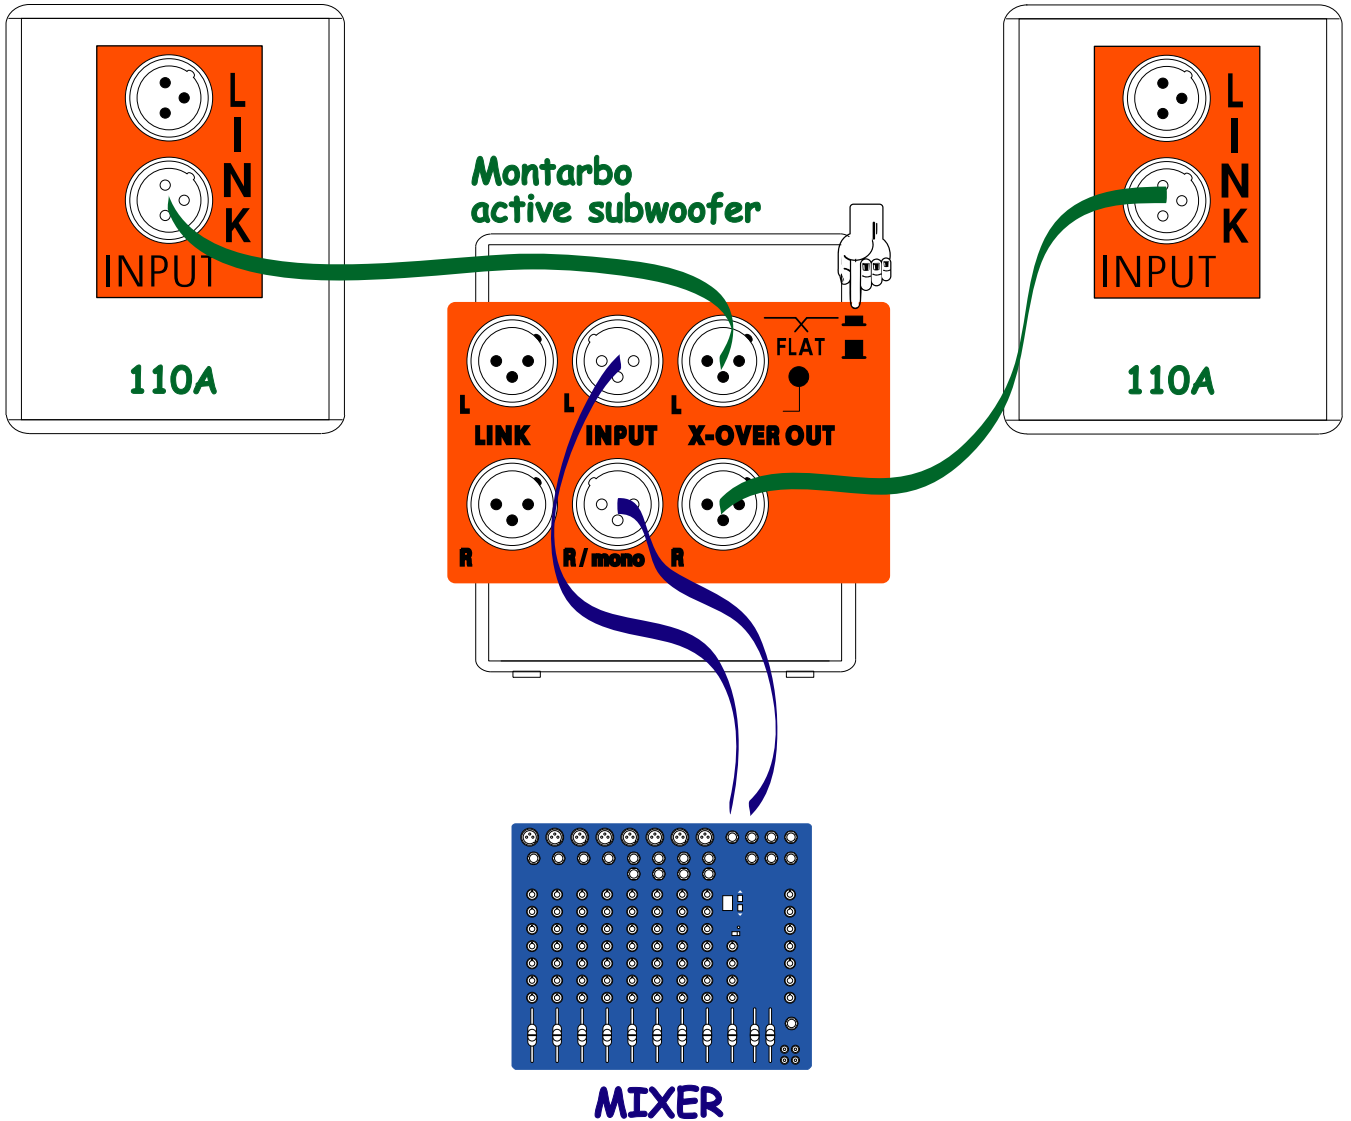 LINK
INPUT
110A
Montarbo
active subwoofer
LINK
INPUT
110A
FLAT
L
L
L
LINK
INPUT
X-OVER OUT
R
R / mono
R
MIXER